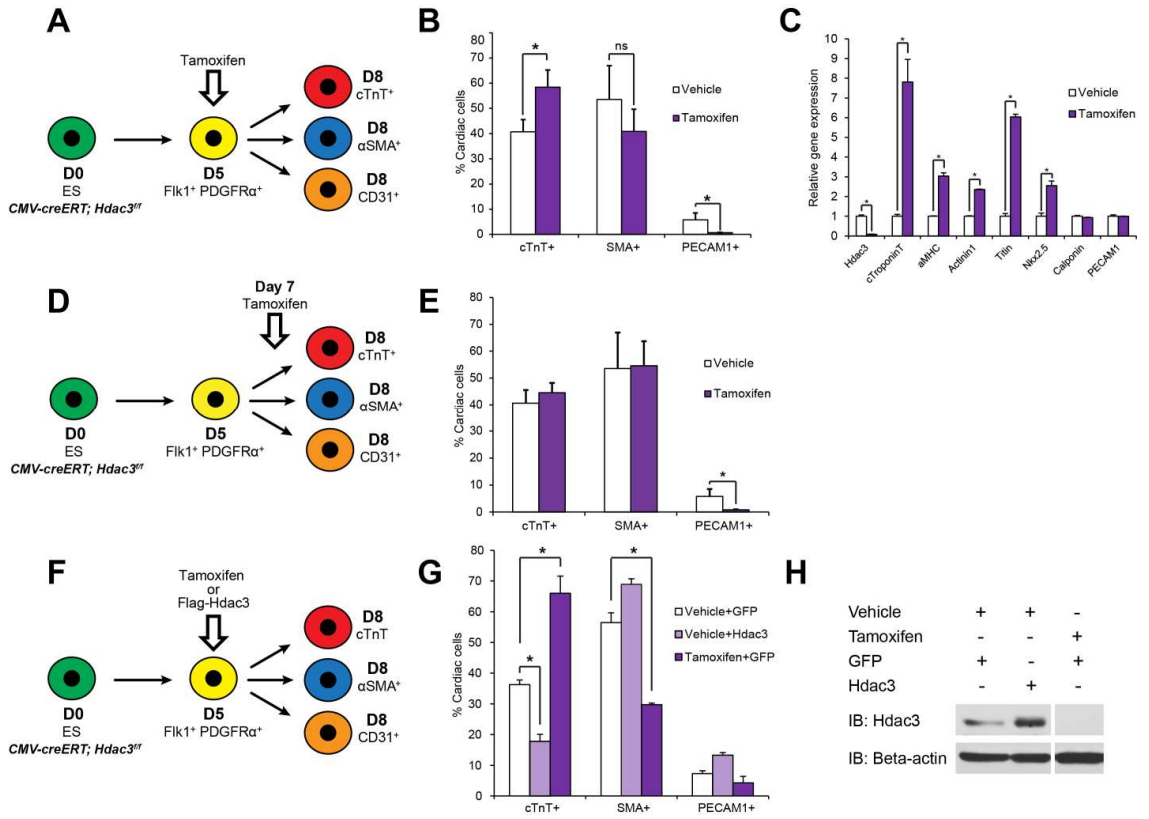 A
Tamoxifen
D0
ES
CMV-creERT; Hdac3f/f
D5
Flk1+ PDGFRα+
D8
cTnT+
D8
αSMA+
D8
CD31+
B
% Cardiac cells
80
70
60
50
40
30
20
10
0
*
ns
*
Vehicle
Tamoxifen
cTnT+
SMA+
PECAM1+
C
Relative gene expression
10
9
8
7
6
5
4
3
2
1
0
*
*
*
*
*
*
Vehicle
Tamoxifen
Hdac3
cTroponinT
aMHC
Actinin1
Titin
Nkx2.5
Calponin
PECAM1
D
Day 7
Tamoxifen
D0
ES
CMV-creERT; Hdac3f/f
D5
Flk1+ PDGFRα+
D8
cTnT+
D8
αSMA+
D8
CD31+
E
% Cardiac cells
80
70
60
50
40
30
20
10
0
*
Vehicle
Tamoxifen
cTnT+
SMA+
PECAM1+
F
Tamoxifen
or
Flag-Hdac3
D0
ES
CMV-creERT; Hdac3f/f
D5
Flk1+ PDGFRα+
D8
cTnT
D8
αSMA+
D8
CD31+
G
% Cardiac cells
80
70
60
50
40
30
20
10
0
*
*
*
Vehicle+GFP
Vehicle+Hdac3
Tamoxifen+GFP
cTnT+
SMA+
PECAM1+
H
Vehicle + + -
Tamoxifen - - +
GFP + - +
Hdac3 - + -
IB: Hdac3
IB: Beta-actin